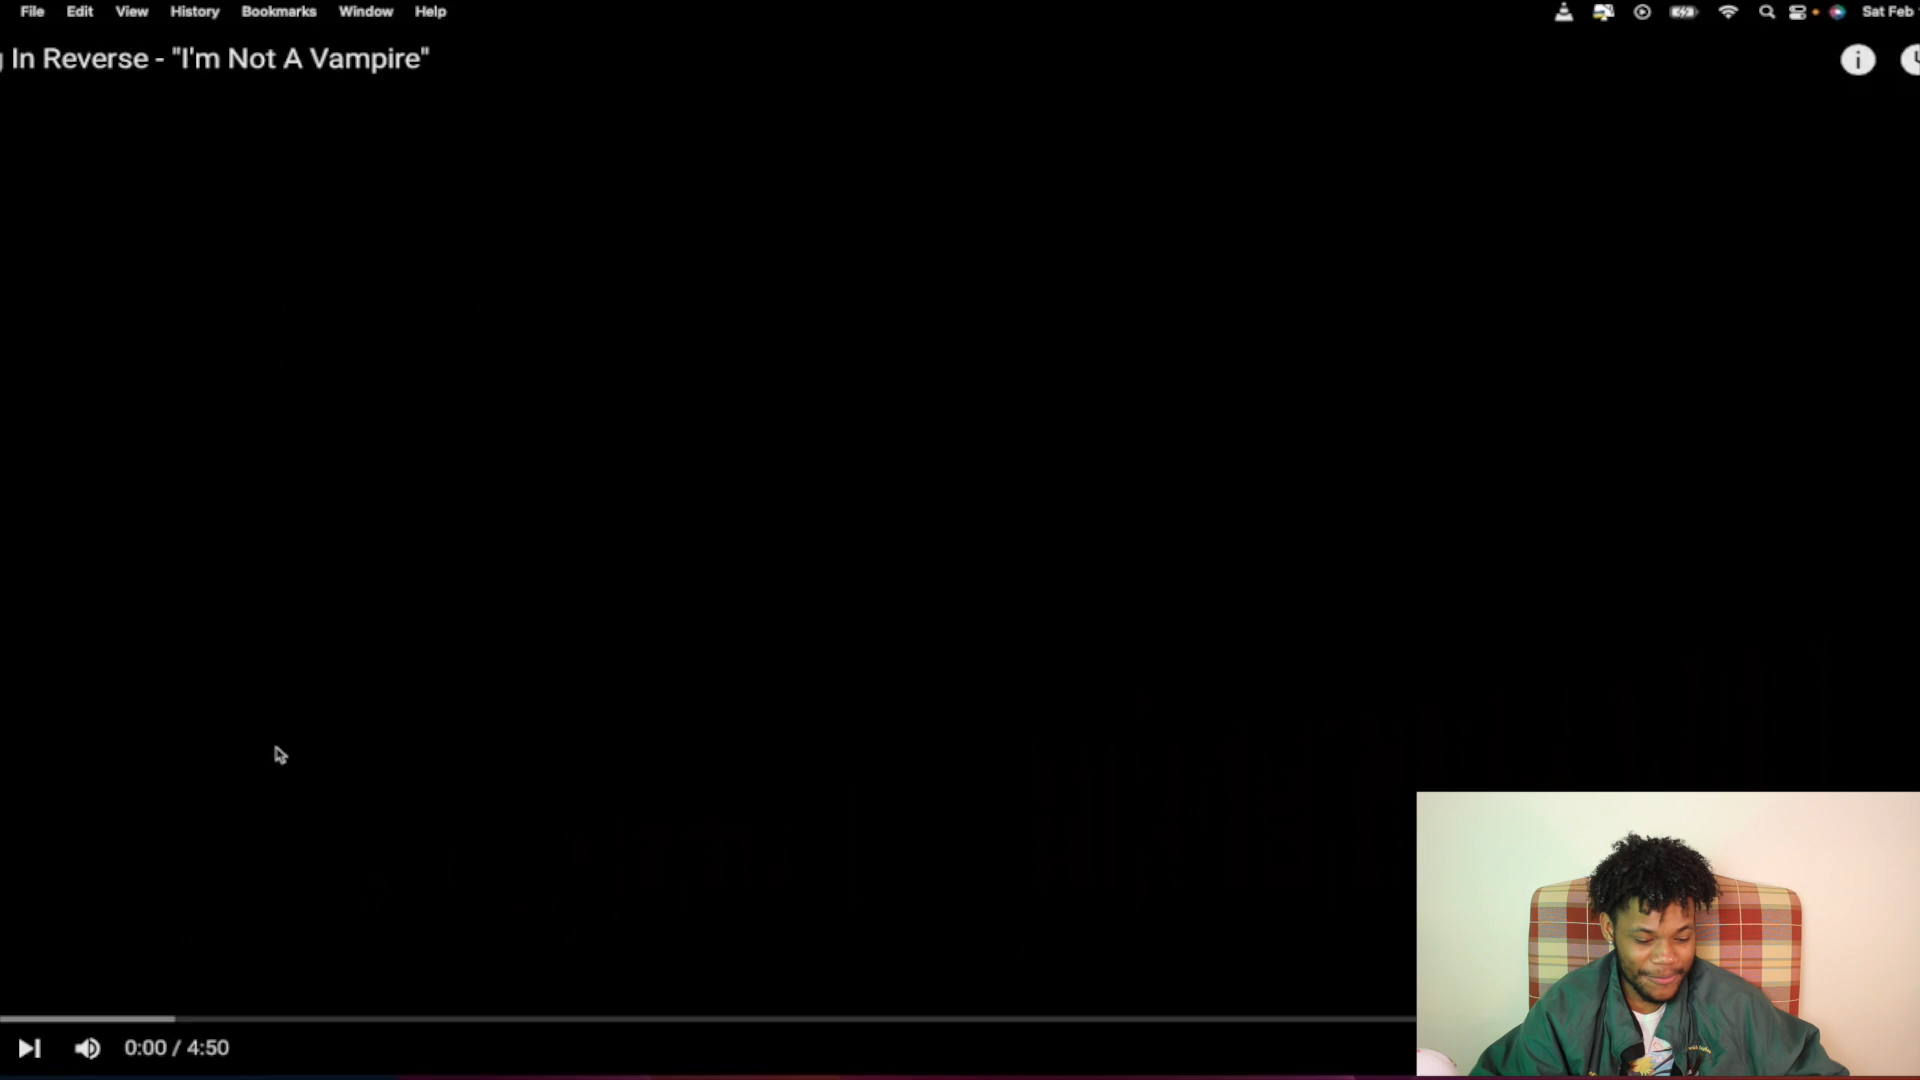 File Edit View History Bookmarks Window Help Sat Feb
In Reverse - "I'm Not A Vampire"
0:00 / 4:50